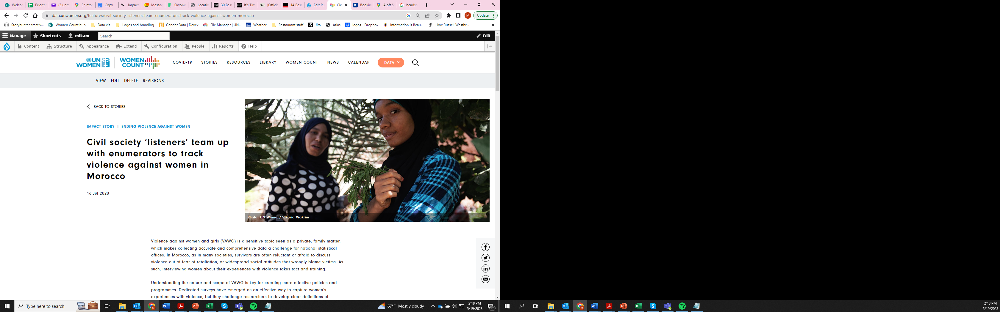 Welcon Prioriti (3 unre Shintor Copy - Impact Messag Owoma Locatio 30 Best It's Tim [Officia 14 Best Edit Pu Civi Bookin Aloft S headsp
data.unwomen.org/features/civil-society-listeners-team-enumerators-track-violence-against-women-morocco
Update
Storyhunter creativ... Women Count hub Data viz Logos and branding Gender Data | Devex File Manager | UN... Weather Restaurant stuff Jira Atlas logos - Dropbox Information is Beau... How Russell Westbr... »
Manage Shortcuts mikam Search Edit
Content Structure Appearance Extend Configuration People Reports Help
UN WOMEN
WOMEN COUNT
COVID-19 STORIES RESOURCES LIBRARY WOMEN COUNT NEWS CALENDAR DATA
VIEW EDIT DELETE REVISIONS
BACK TO STORIES
IMPACT STORY | ENDING VIOLENCE AGAINST WOMEN
Civil society ‘listeners’ team up
with enumerators to track
violence against women in
Morocco
16 Jul 2020
Photo: UN Women/Zakaria Wakrim
Violence against women and girls (VAWG) is a sensitive topic seen as a private, family matter,
which makes collecting accurate and comprehensive data a challenge for national statistical
offices. In Morocco, as in many societies, survivors are often reluctant or afraid to discuss
violence out of fear of retaliation, or widespread social attitudes that wrongly blame victims. As
such, interviewing women about their experiences with violence takes tact and training.
Understanding the nature and scope of VAWG is key for creating more effective policies and
programmes. Dedicated surveys have emerged as an effective way to capture women’s
experiences with violence, but they challenge researchers to develop clear definitions of
Type here to search
67°F Mostly cloudy
2:18 PM
5/19/2023
25
2:18 PM
5/19/2023